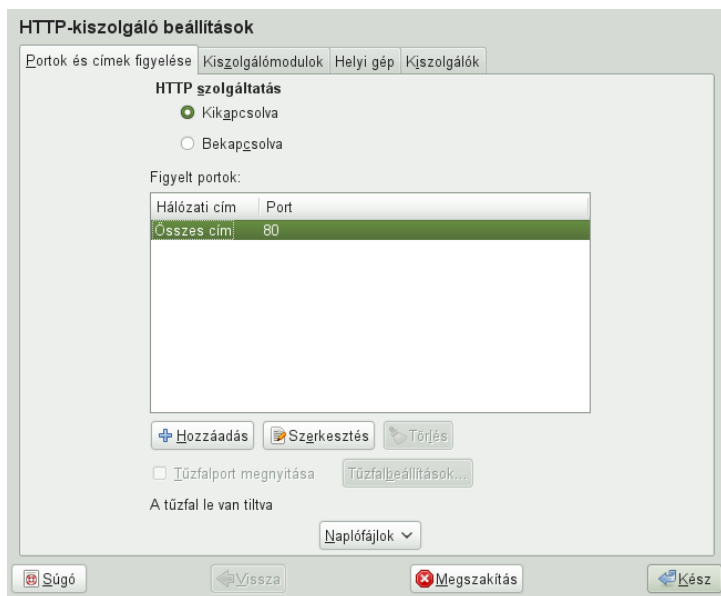 HTTP-kiszolgáló beállítások
Portok és címek figyelése Kiszolgálómodulok Helyi gép Kiszolgálók
HTTP szolgáltatás
Kikapcsolva
Bekapcsolva
Figyelt portok:
Hálózati cím Port
Összes cím 80
Hozzáadás Szerkesztés Törlés
Tűzfalport megnyitása Tűzfalbeállítások...
A tűzfal le van tiltva
Naplófájlok
Súgó Vissza Megszakítás Kész